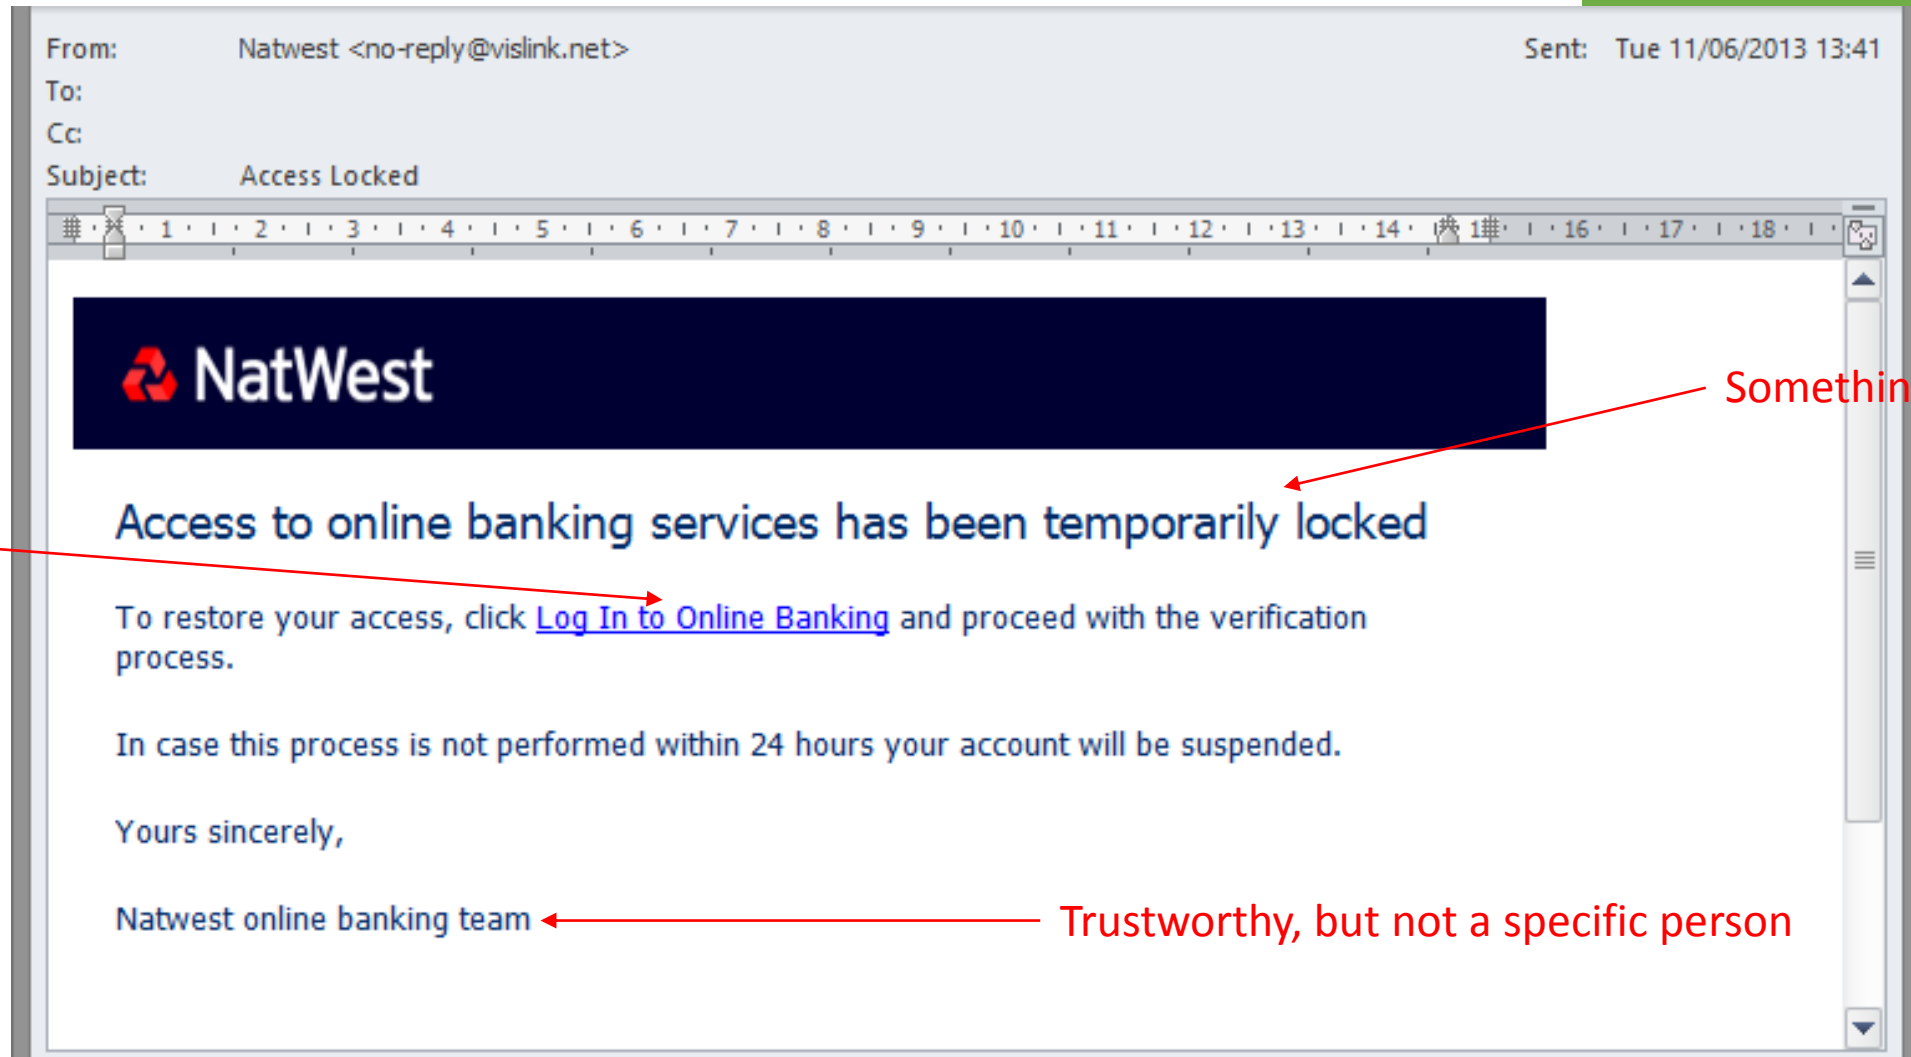 From: Natwest <no-reply@vislink.net> Sent: Tue 11/06/2013 13:41
To:
Cc:
Subject: Access Locked
1 2 3 4 5 6 7 8 9 10 11 12 13 14 1 16 17 18
NatWest
Somethin
Access to online banking services has been temporarily locked
To restore your access, click Log In to Online Banking and proceed with the verification
process.
In case this process is not performed within 24 hours your account will be suspended.
Yours sincerely,
Natwest online banking team
Trustworthy, but not a specific person